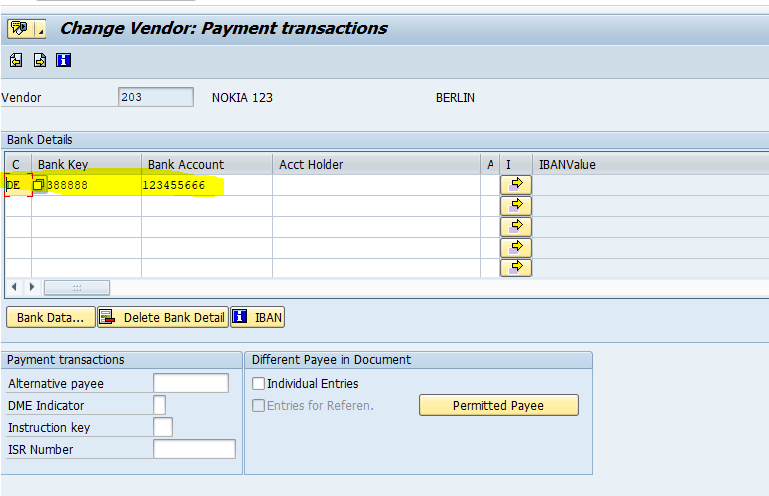 Change Vendor: Payment transactions
Vendor 203 NOKIA 123 BERLIN
Bank Details
C Bank Key Bank Account Acct Holder A I IBANValue
DE 388888 123455666
Bank Data... Delete Bank Detail IBAN
Payment transactions
Alternative payee
DME Indicator
Instruction key
ISR Number
Different Payee in Document
Individual Entries
Entries for Referen.
Permitted Payee